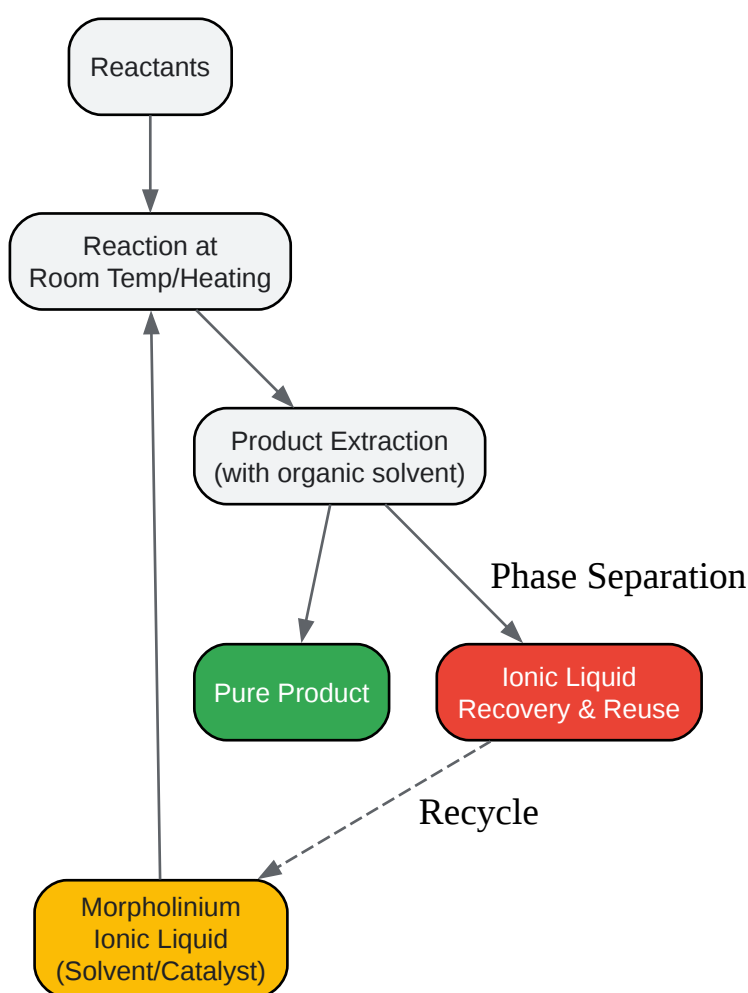 Reactants
Reaction at
Room Temp/Heating
Product Extraction
(with organic solvent)
Phase Separation
Pure Product
Ionic Liquid
Recovery & Reuse
Recycle
Morpholinium
Ionic Liquid
(Solvent/Catalyst)